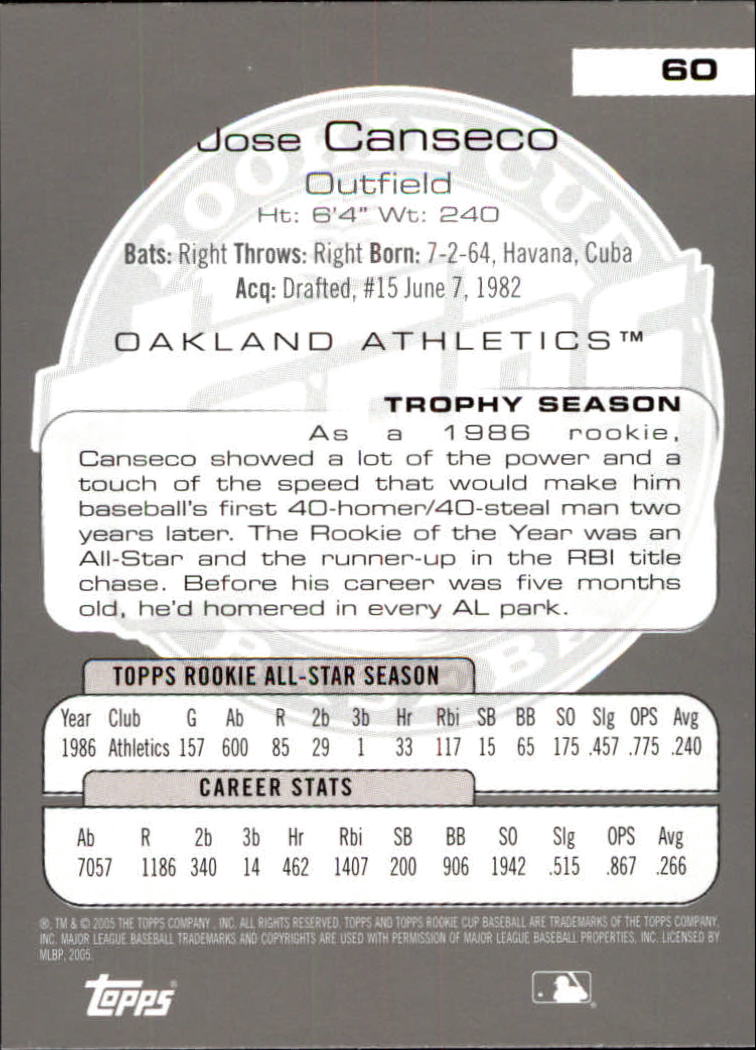 60
Jose Canseco
Outfield
Ht: 6'4" Wt: 240
Bats: Right Throws: Right Born: 7-2-64, Havana, Cuba
Acq: Drafted, #15 June 7, 1982
OAKLAND ATHLETICS™
TROPHY SEASON
As a 1986 rookie,
Canseco showed a lot of the power and a
touch of the speed that would make him
baseball's first 40-homer/40-steal man two
years later. The Rookie of the Year was an
All-Star and the runner-up in the RBI title
chase. Before his career was five months
old, he'd homered in every AL park.
TOPPS ROOKIE ALL-STAR SEASON
Year Club G Ab R 2b 3b Hr Rbi SB BB SO Slg OPS Avg
1986 Athletics 157 600 85 29 1 33 117 15 65 175 .457 .775 .240
CAREER STATS
Ab R 2b 3b Hr Rbi SB BB SO Slg OPS Avg
7057 1186 340 14 462 1407 200 906 1942 .515 .867 .266
®, TM & © 2005 THE TOPPS COMPANY, INC. ALL RIGHTS RESERVED. TOPPS AND TOPPS ROOKIE CUP BASEBALL ARE TRADEMARKS OF THE TOPPS COMPANY,
INC. MAJOR LEAGUE BASEBALL TRADEMARKS AND COPYRIGHTS ARE USED WITH PERMISSION OF MAJOR LEAGUE BASEBALL PROPERTIES, INC. LICENSED BY
MLBP, 2005.
topps